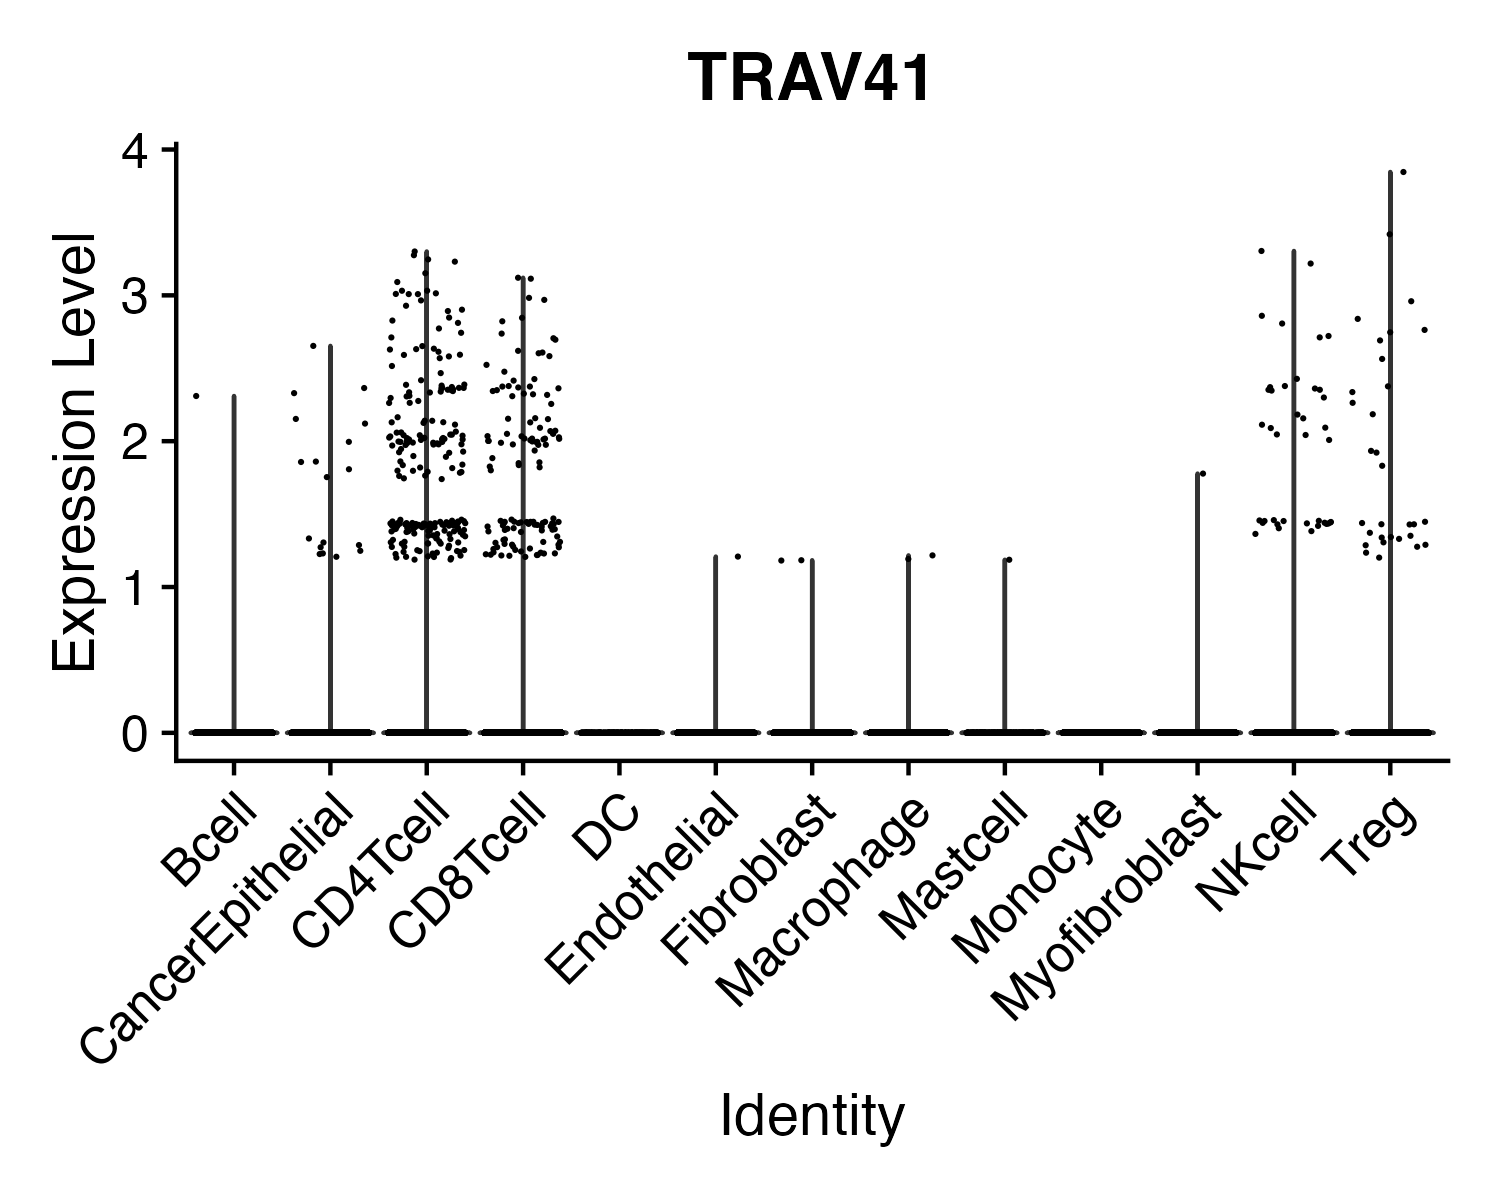 TRAV41
Expression Level
4
3
2
1
0
Bcell
CancerEpithelial
CD4Tcell
CD8Tcell
DC
Endothelial
Fibroblast
Macrophage
Mastcell
Monocyte
Myofibroblast
NKcell
Treg
Identity